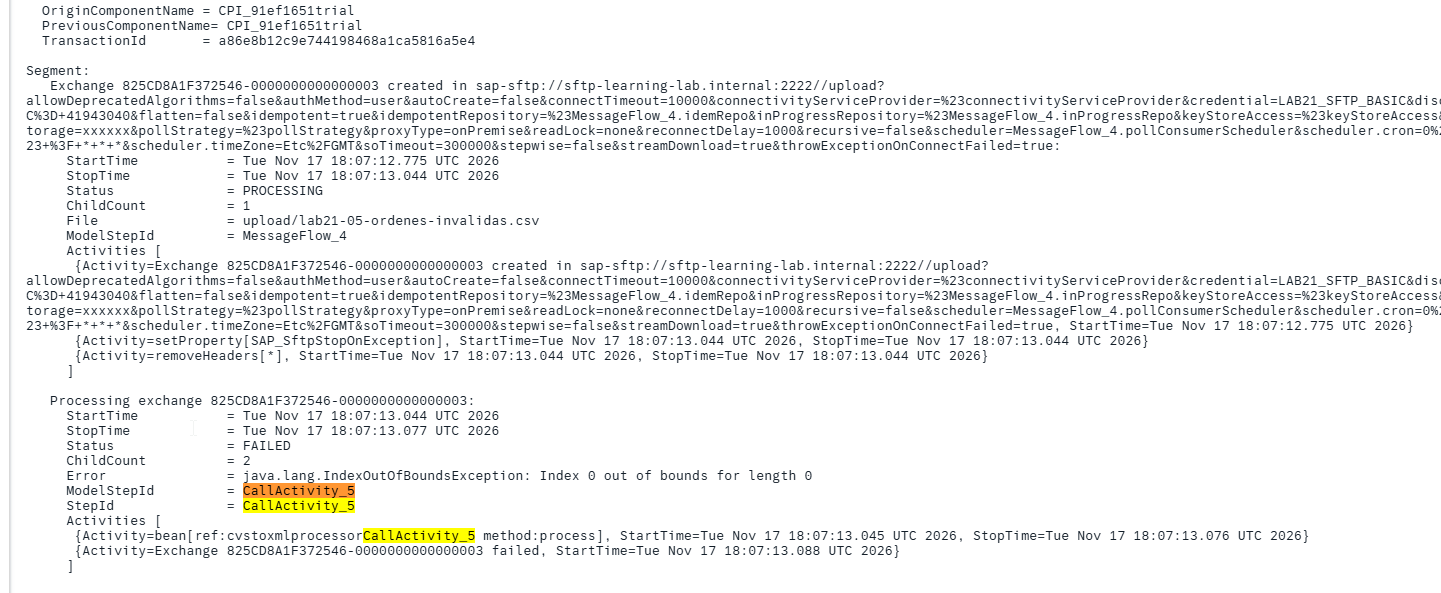 OriginComponentName = CPI_91ef1651trial
PreviousComponentName= CPI_91ef1651trial
TransactionId = a86e8b12c9e744198468a1ca5816a5e4
Segment:
Exchange 825CD8A1F372546-0000000000000003 created in sap-sftp://sftp-learning-lab.internal:2222//upload?
allowDeprecatedAlgorithms=false&authMethod=user&autoCreate=false&connectTimeout=10000&connectivityServiceProvider=%23connectivityServiceProvider&credential=LAB21_SFTP_BASIC&disc
C%3D+41943040&flatten=false&idempotent=true&idempotentRepository=%23MessageFlow_4.idemRepo&inProgressRepository=%23MessageFlow_4.inProgressRepo&keyStoreAccess=%23keyStoreAccess&
torage=xxxxxx&pollStrategy=%23pollStrategy&proxyType=onPremise&readLock=none&reconnectDelay=1000&recursive=false&scheduler=MessageFlow_4.pollConsumerScheduler&scheduler.cron=0%2
23+%3F+*+*+*&scheduler.timeZone=Etc%2FGMT&soTimeout=300000&stepwise=false&streamDownload=true&throwExceptionOnConnectFailed=true:
StartTime = Tue Nov 17 18:07:12.775 UTC 2026
StopTime = Tue Nov 17 18:07:13.044 UTC 2026
Status = PROCESSING
ChildCount = 1
File = upload/lab21-05-ordenes-invalidas.csv
ModelStepId = MessageFlow_4
Activities [
{Activity=Exchange 825CD8A1F372546-0000000000000003 created in sap-sftp://sftp-learning-lab.internal:2222//upload?
allowDeprecatedAlgorithms=false&authMethod=user&autoCreate=false&connectTimeout=10000&connectivityServiceProvider=%23connectivityServiceProvider&credential=LAB21_SFTP_BASIC&disc
C%3D+41943040&flatten=false&idempotent=true&idempotentRepository=%23MessageFlow_4.idemRepo&inProgressRepository=%23MessageFlow_4.inProgressRepo&keyStoreAccess=%23keyStoreAccess&
torage=xxxxxx&pollStrategy=%23pollStrategy&proxyType=onPremise&readLock=none&reconnectDelay=1000&recursive=false&scheduler=MessageFlow_4.pollConsumerScheduler&scheduler.cron=0%2
23+%3F+*+*+*&scheduler.timeZone=Etc%2FGMT&soTimeout=300000&stepwise=false&streamDownload=true&throwExceptionOnConnectFailed=true, StartTime=Tue Nov 17 18:07:12.775 UTC 2026}
{Activity=setProperty[SAP_SftpStopOnException], StartTime=Tue Nov 17 18:07:13.044 UTC 2026, StopTime=Tue Nov 17 18:07:13.044 UTC 2026}
{Activity=removeHeaders[*], StartTime=Tue Nov 17 18:07:13.044 UTC 2026, StopTime=Tue Nov 17 18:07:13.044 UTC 2026}
]
Processing exchange 825CD8A1F372546-0000000000000003:
StartTime = Tue Nov 17 18:07:13.044 UTC 2026
StopTime = Tue Nov 17 18:07:13.077 UTC 2026
Status = FAILED
ChildCount = 2
Error = java.lang.IndexOutOfBoundsException: Index 0 out of bounds for length 0
ModelStepId = CallActivity_5
StepId = CallActivity_5
Activities [
{Activity=bean[ref:cvstoxmlprocessorCallActivity_5 method:process], StartTime=Tue Nov 17 18:07:13.045 UTC 2026, StopTime=Tue Nov 17 18:07:13.076 UTC 2026}
{Activity=Exchange 825CD8A1F372546-0000000000000003 failed, StartTime=Tue Nov 17 18:07:13.088 UTC 2026}
]